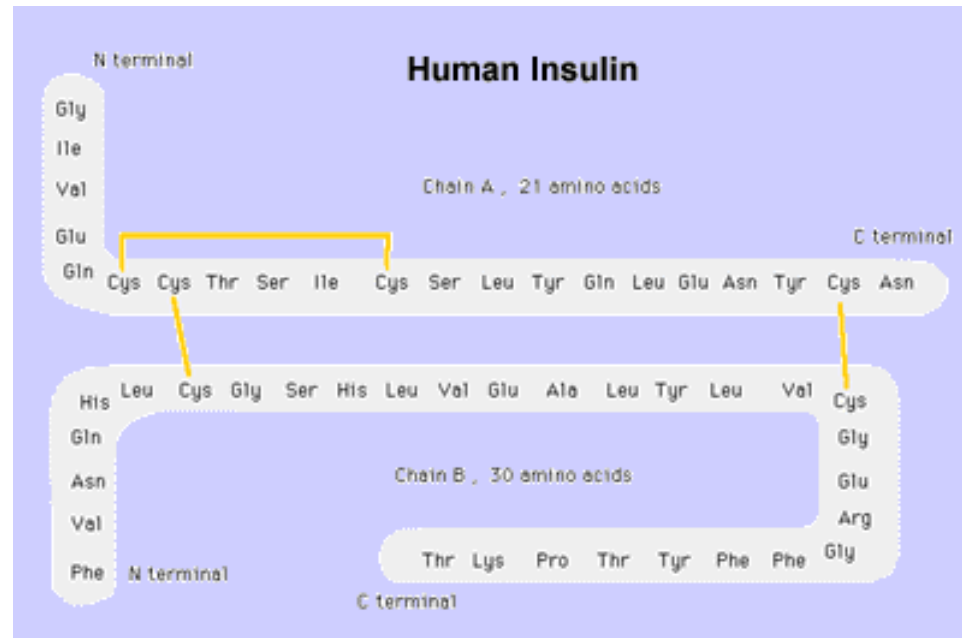 N terminal
Human Insulin
Gly
Ile
Val
Chain A , 21 amino acids
Glu
C terminal
Gln Cys Cys Thr Ser Ile Cys Ser Leu Tyr Gln Leu Glu Asn Tyr Cys Asn
His Leu Cys Gly Ser His Leu Val Glu Ala Leu Tyr Leu Val Cys
Gln
Gly
Asn
Chain B , 30 amino acids
Glu
Val
Arg
Phe N terminal
Thr Lys Pro Thr Tyr Phe Phe Gly
C terminal